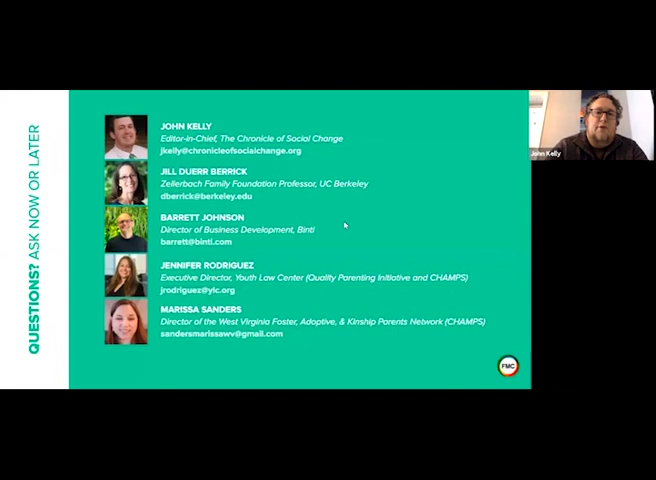 QUESTIONS? ASK NOW OR LATER
JOHN KELLY
Editor-in-Chief, The Chronicle of Social Change
jkelly@chronicleofsocialchange.org
JILL DUERR BERRICK
Zellerbach Family Foundation Professor, UC Berkeley
dberrick@berkeley.edu
BARRETT JOHNSON
Director of Business Development, Binti
barrett@binti.com
JENNIFER RODRIGUEZ
Executive Director, Youth Law Center (Quality Parenting Initiative and CHAMPS)
jrodriguez@ylc.org
MARISSA SANDERS
Director of the West Virginia Foster, Adoptive, & Kinship Parents Network (CHAMPS)
sandersmarissawv@gmail.com
FMC
John Kelly